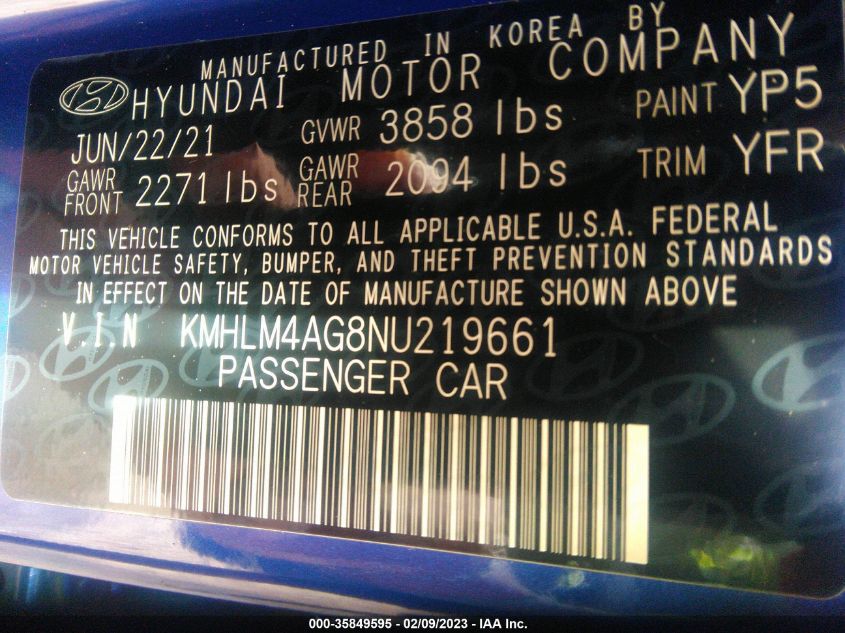 MANUFACTURED IN KOREA BY
HYUNDAI MOTOR COMPANY
JUN/22/21 GVWR 3858 lbs PAINT YP5
GAWR FRONT 2271 lbs GAWR REAR 2094 lbs TRIM YFR
THIS VEHICLE CONFORMS TO ALL APPLICABLE U.S.A. FEDERAL
MOTOR VEHICLE SAFETY, BUMPER, AND THEFT PREVENTION STANDARDS
IN EFFECT ON THE DATE OF MANUFACTURE SHOWN ABOVE
V.I.N KMHLM4AG8NU219661
PASSENGER CAR
000-35849595 - 02/09/2023 - IAA Inc.